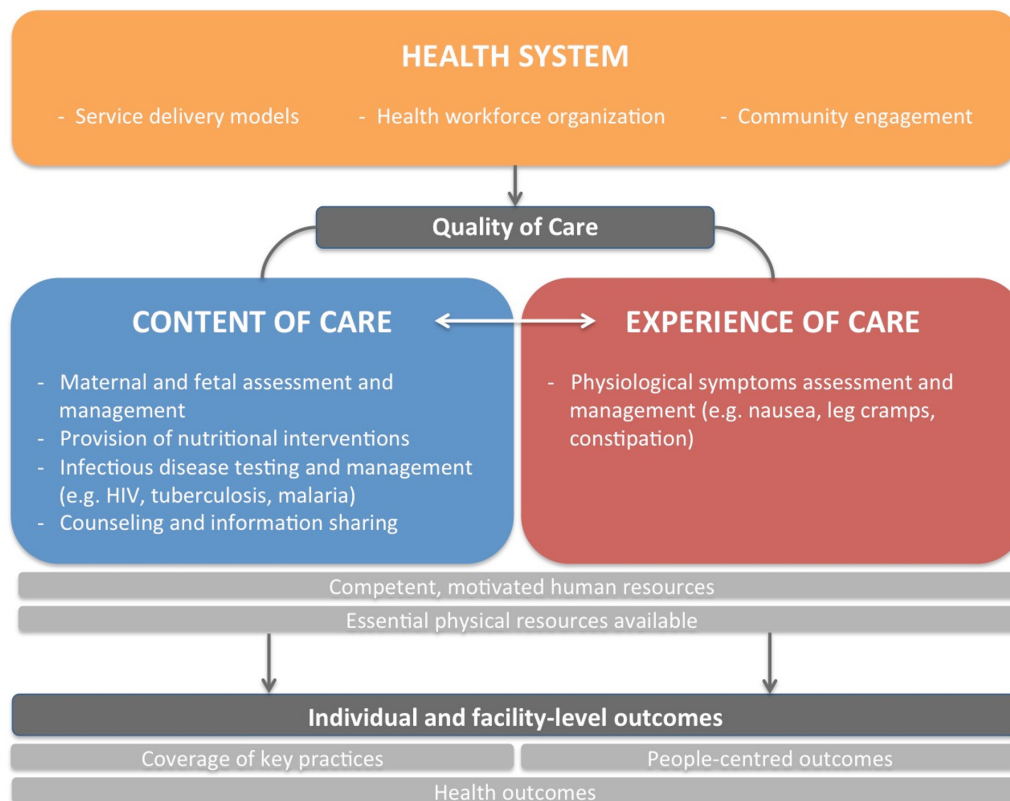 HEALTH SYSTEM
- Service delivery models - Health workforce organization - Community engagement
Quality of Care
CONTENT OF CARE
- Maternal and fetal assessment and
management
- Provision of nutritional interventions
- Infectious disease testing and management
(e.g. HIV, tuberculosis, malaria)
- Counseling and information sharing
EXPERIENCE OF CARE
- Physiological symptoms assessment and
management (e.g. nausea, leg cramps,
constipation)
Competent, motivated human resources
Essential physical resources available
Individual and facility-level outcomes
Coverage of key practices
People-centred outcomes
Health outcomes